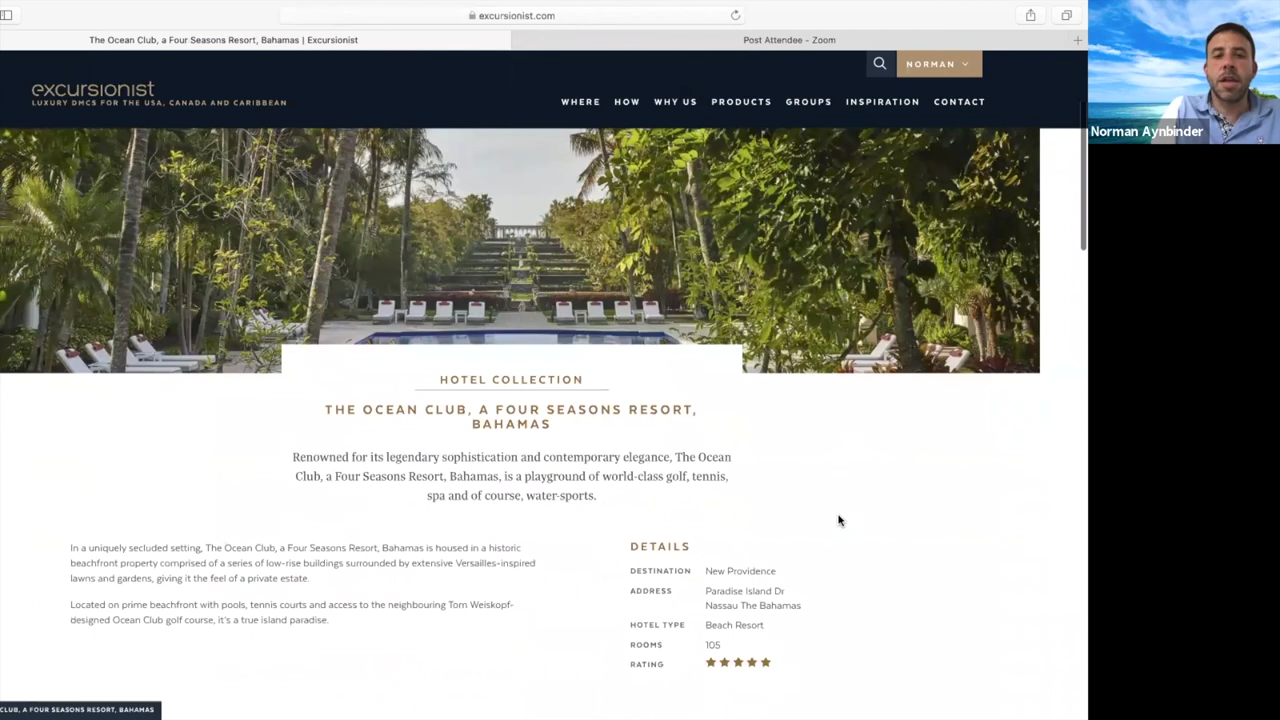 excursionist.com
The Ocean Club, a Four Seasons Resort, Bahamas | Excursionist
Post Attendee - Zoom
NORMAN
excursionist
LUXURY DMCS FOR THE USA, CANADA AND CARIBBEAN
WHERE HOW WHY US PRODUCTS GROUPS INSPIRATION CONTACT
Norman Aynbinder
HOTEL COLLECTION
THE OCEAN CLUB, A FOUR SEASONS RESORT,
BAHAMAS
Renowned for its legendary sophistication and contemporary elegance, The Ocean
Club, a Four Seasons Resort, Bahamas, is a playground of world-class golf, tennis,
spa and of course, water-sports.
In a uniquely secluded setting, The Ocean Club, a Four Seasons Resort, Bahamas is housed in a historic
beachfront property comprised of a series of low-rise buildings surrounded by extensive Versailles-inspired
lawns and gardens, giving it the feel of a private estate.
Located on prime beachfront with pools, tennis courts and access to the neighbouring Tom Weiskopf-
designed Ocean Club golf course, it's a true island paradise.
DETAILS
DESTINATION New Providence
ADDRESS Paradise Island Dr
Nassau The Bahamas
HOTEL TYPE Beach Resort
ROOMS 105
RATING
CLUB, A FOUR SEASONS RESORT, BAHAMAS